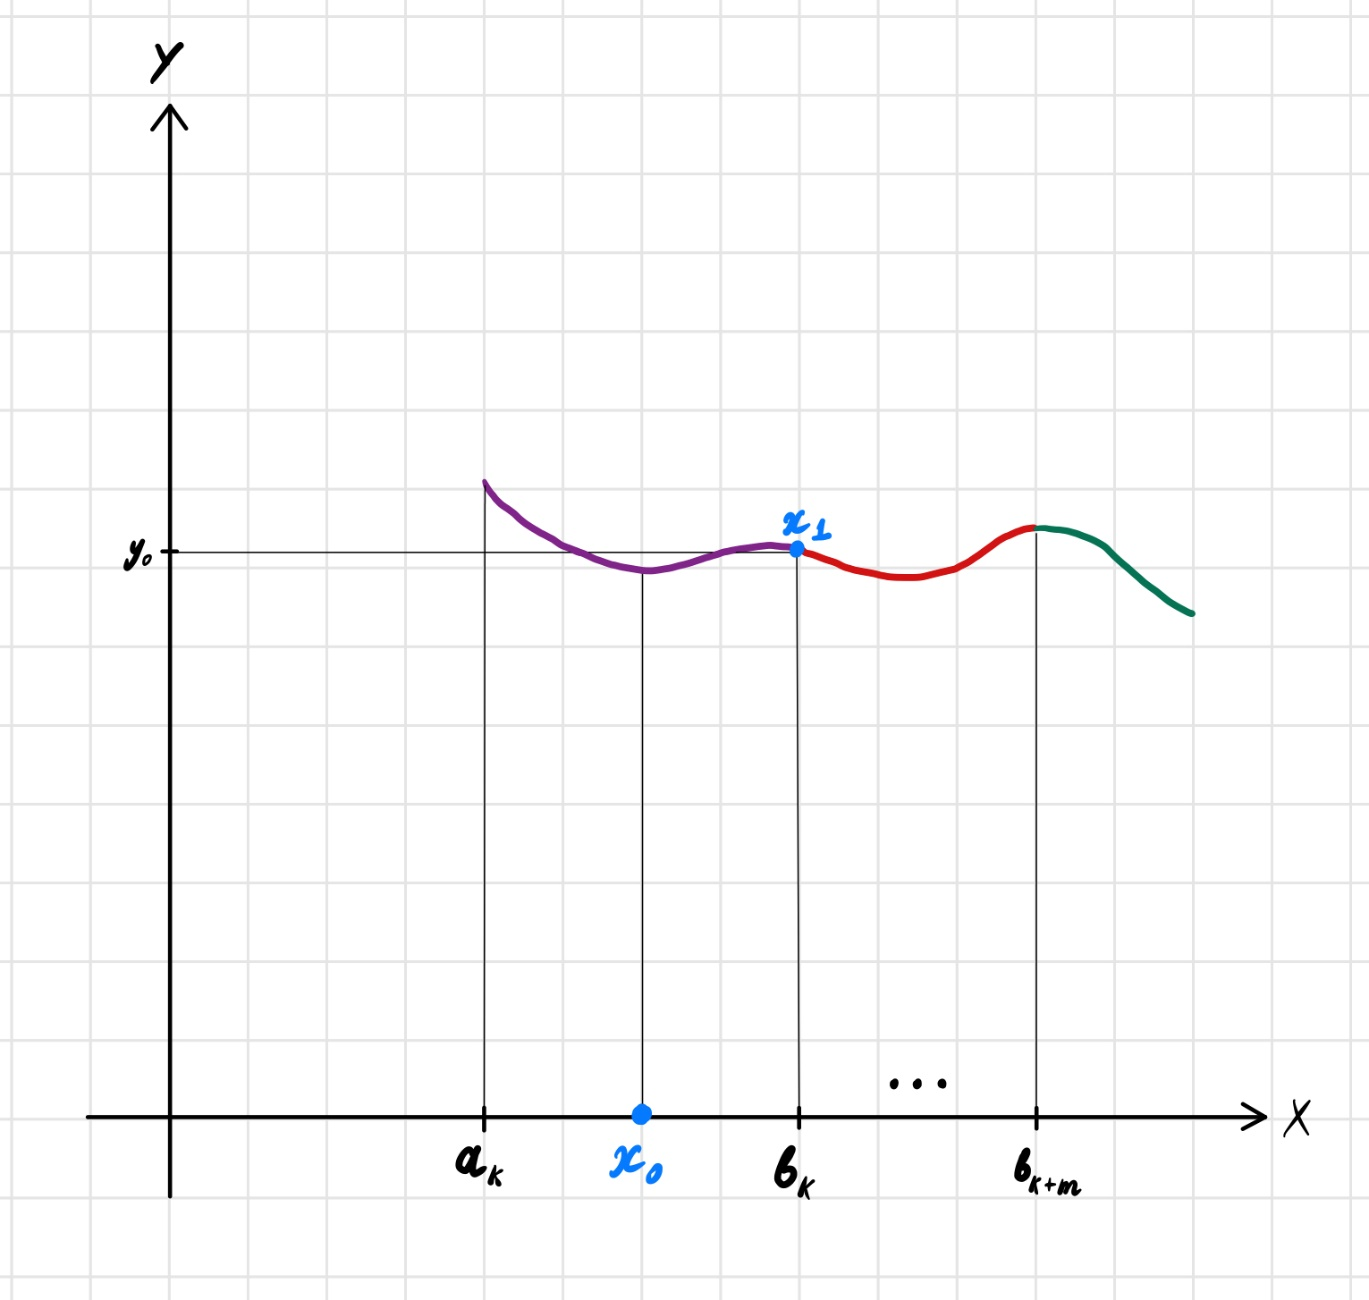 Y
x₁
y₀
...
X
aₖ x₀ bₖ bₖ₊ₘ